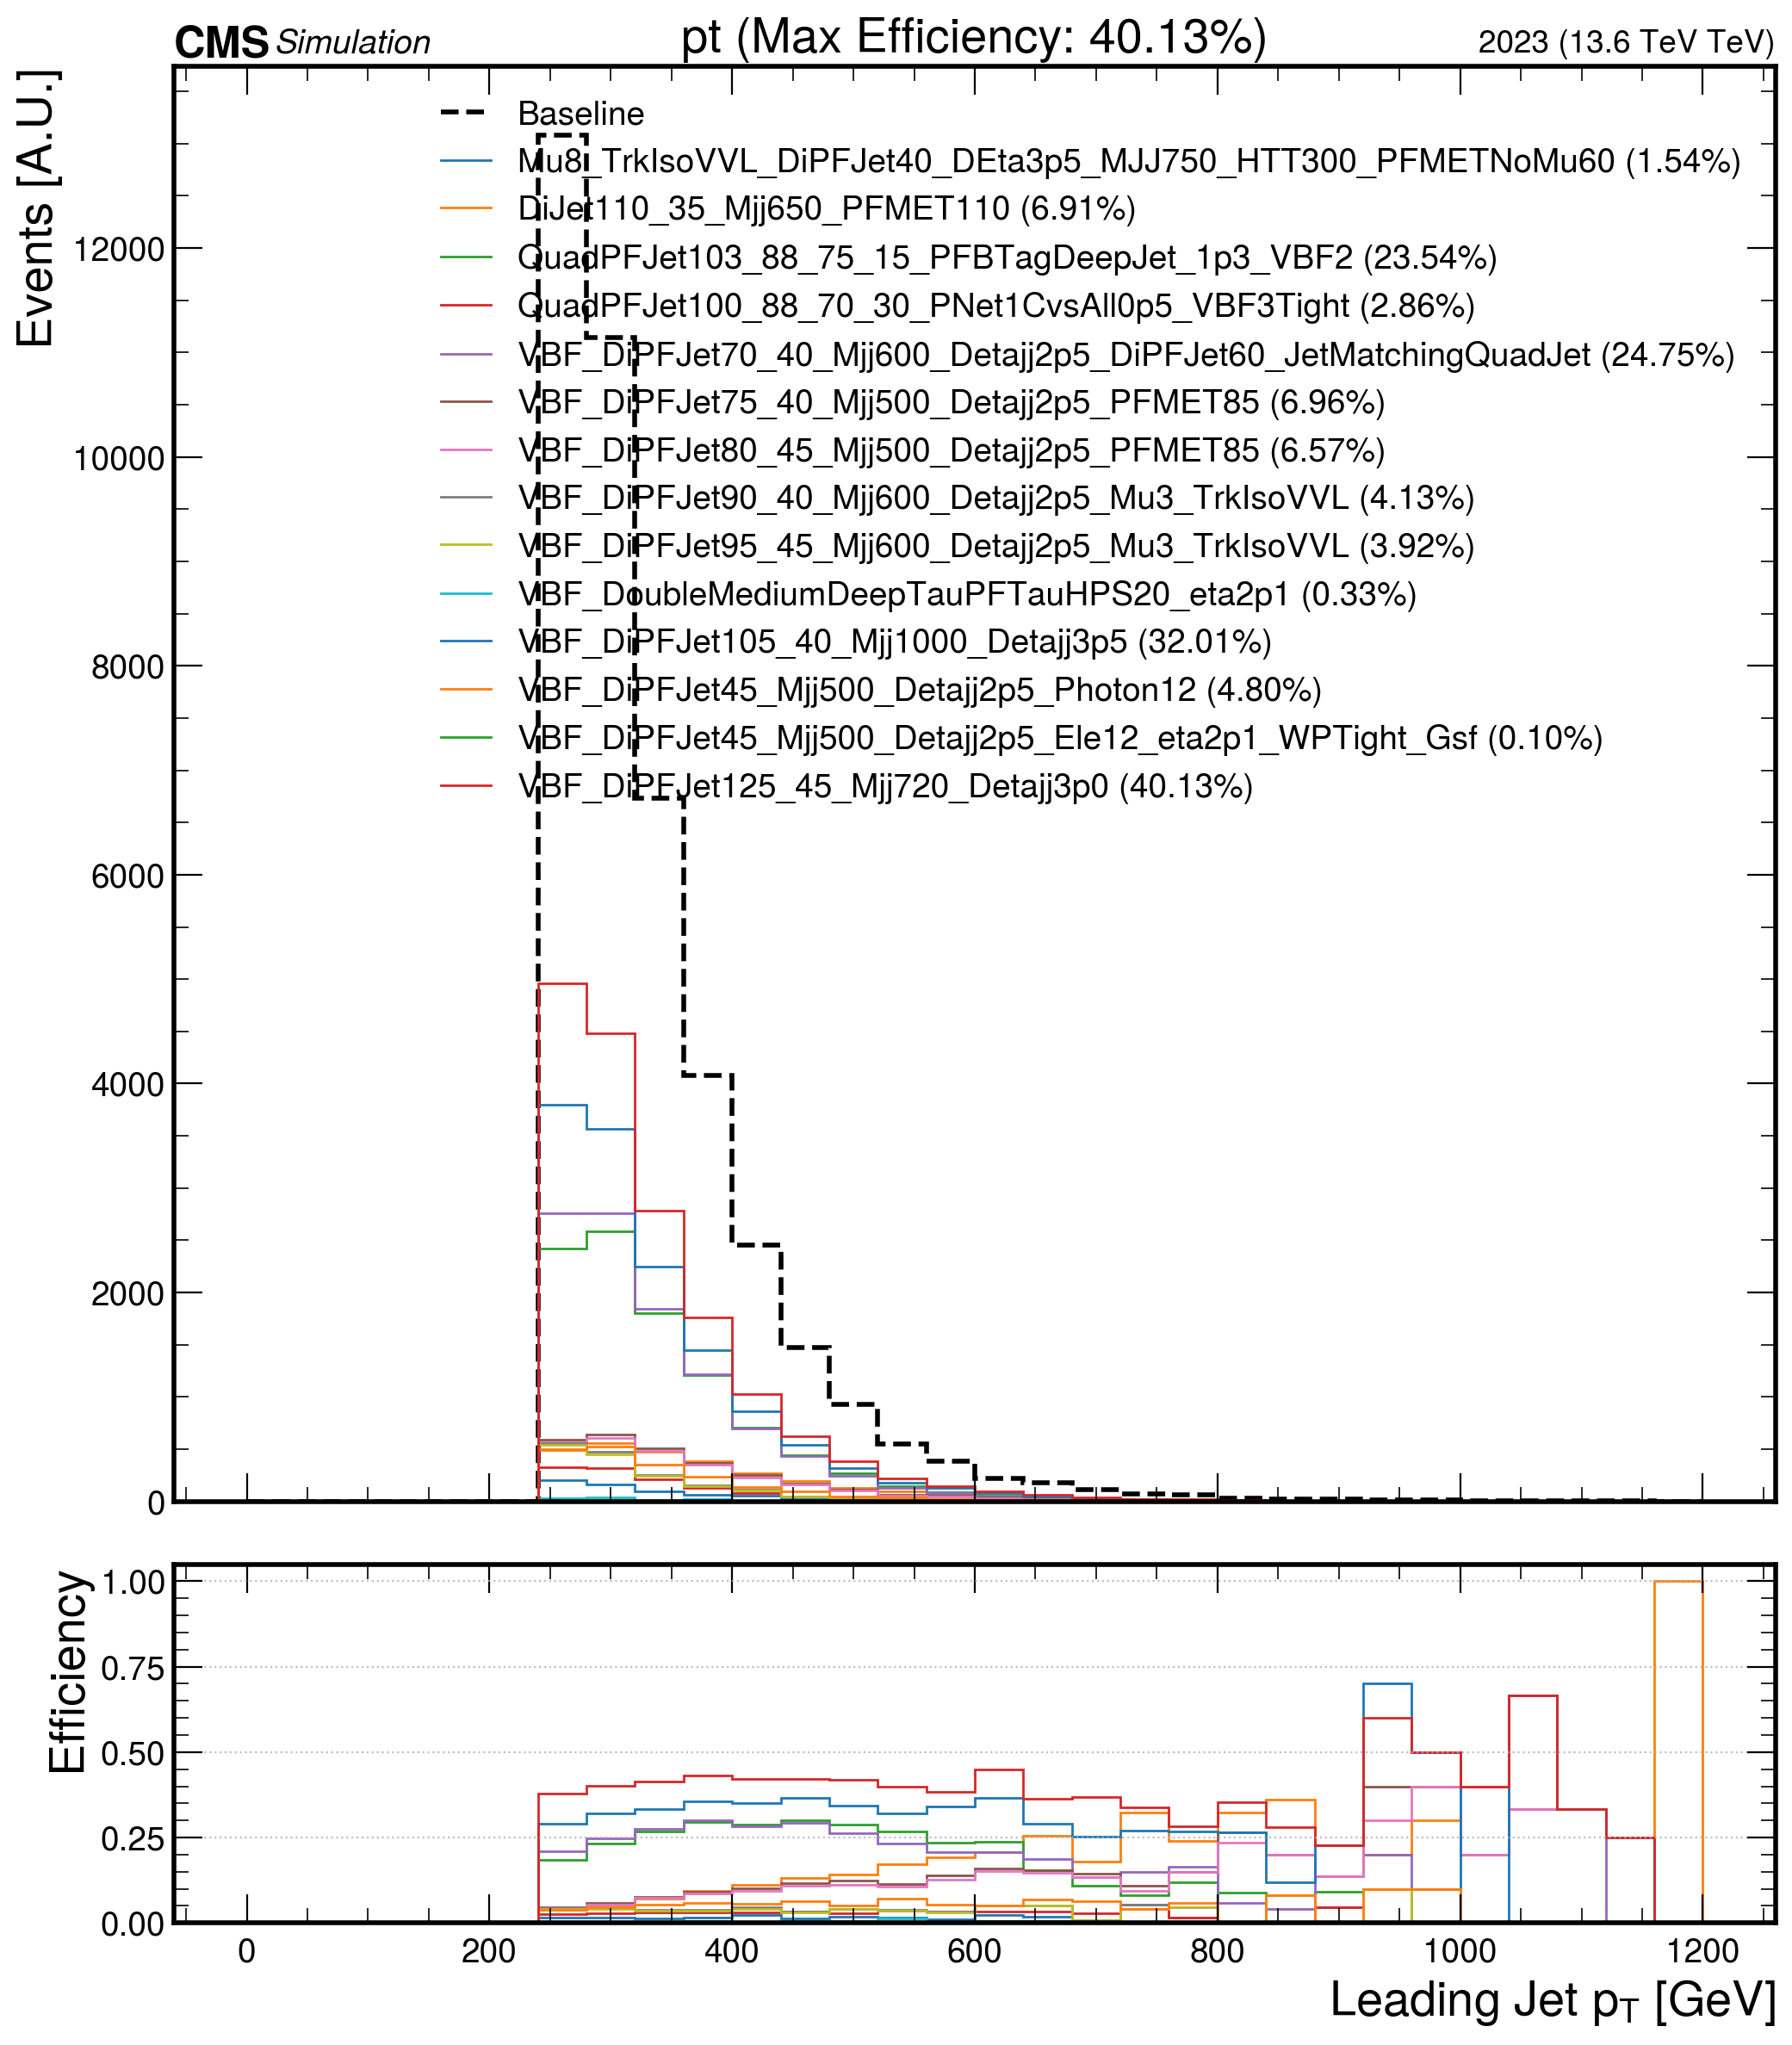 CMS Simulation
pt (Max Efficiency: 40.13%)
2023 (13.6 TeV TeV)
Events [A.U.]
Baseline
Mu8_TrkIsoVVL_DiPFJet40_DEta3p5_MJJ750_HTT300_PFMETNoMu60 (1.54%)
DiJet110_35_Mjj650_PFMET110 (6.91%)
QuadPFJet103_88_75_15_PFBTagDeepJet_1p3_VBF2 (23.54%)
QuadPFJet100_88_70_30_PNet1CvsAll0p5_VBF3Tight (2.86%)
VBF_DiPFJet70_40_Mjj600_Detajj2p5_DiPFJet60_JetMatchingQuadJet (24.75%)
VBF_DiPFJet75_40_Mjj500_Detajj2p5_PFMET85 (6.96%)
VBF_DiPFJet80_45_Mjj500_Detajj2p5_PFMET85 (6.57%)
VBF_DiPFJet90_40_Mjj600_Detajj2p5_Mu3_TrkIsoVVL (4.13%)
VBF_DiPFJet95_45_Mjj600_Detajj2p5_Mu3_TrkIsoVVL (3.92%)
VBF_DoubleMediumDeepTauPFTauHPS20_eta2p1 (0.33%)
VBF_DiPFJet105_40_Mjj1000_Detajj3p5 (32.01%)
VBF_DiPFJet45_Mjj500_Detajj2p5_Photon12 (4.80%)
VBF_DiPFJet45_Mjj500_Detajj2p5_Ele12_eta2p1_WPTight_Gsf (0.10%)
VBF_DiPFJet125_45_Mjj720_Detajj3p0 (40.13%)
12000
10000
8000
6000
4000
2000
0
Efficiency
1.00
0.75
0.50
0.25
0.00
0 200 400 600 800 1000 1200
Leading Jet pT [GeV]